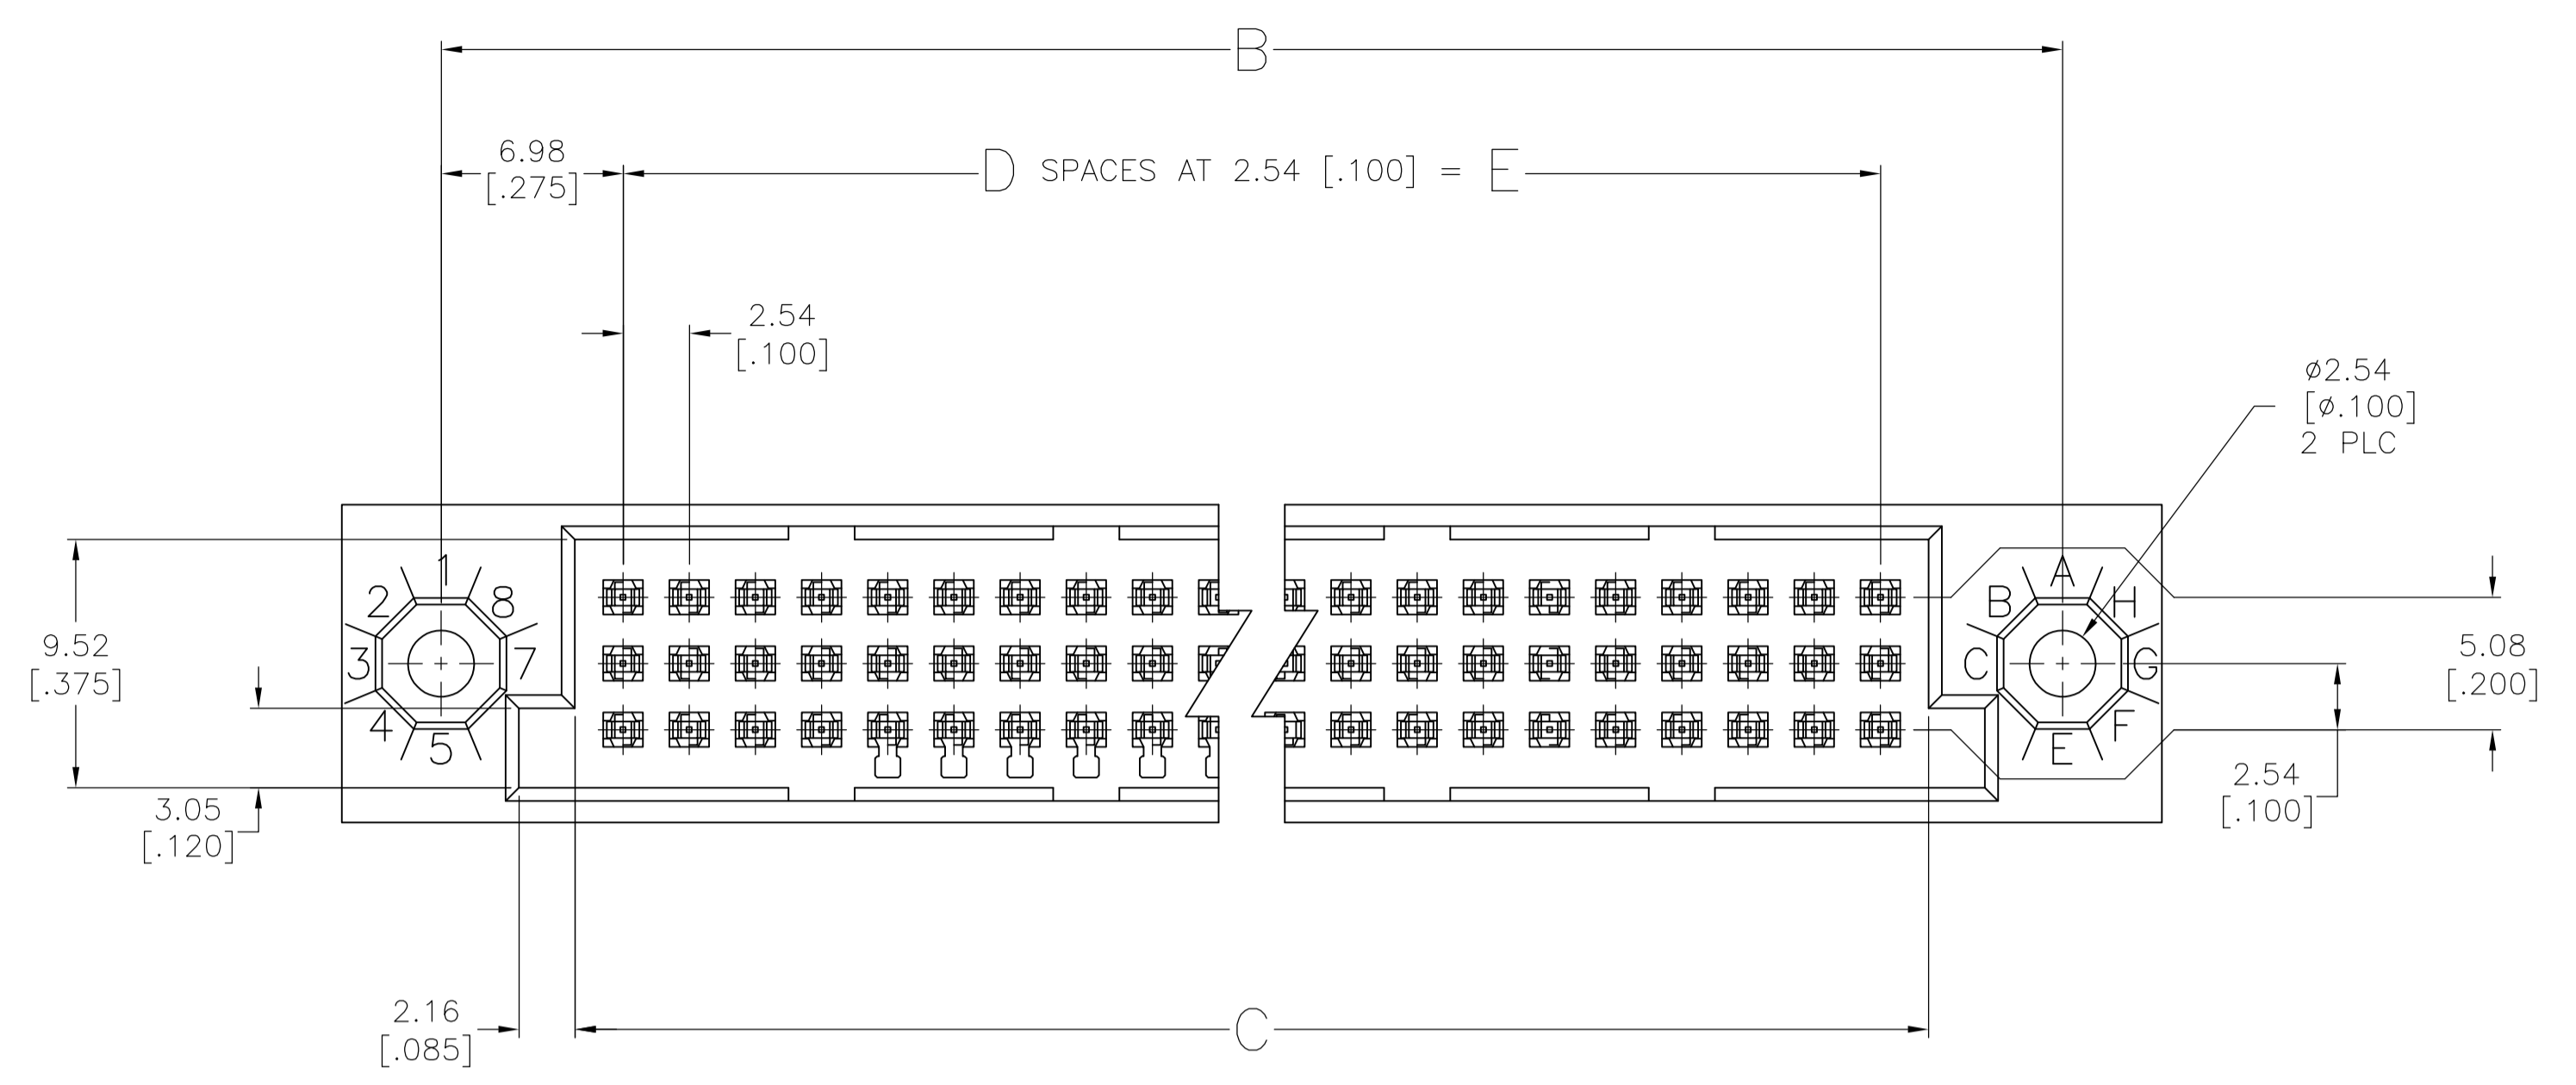 B
6.98
[.275]
D SPACES AT 2.54 [.100] = E
2.54
[.100]
ø2.54
[ø.100]
2 PLC
1
2
8
3
7
4
5
A
B
H
C
G
F
E
9.52
[.375]
5.08
[.200]
2.54
[.100]
3.05
[.120]
2.16
[.085]
C